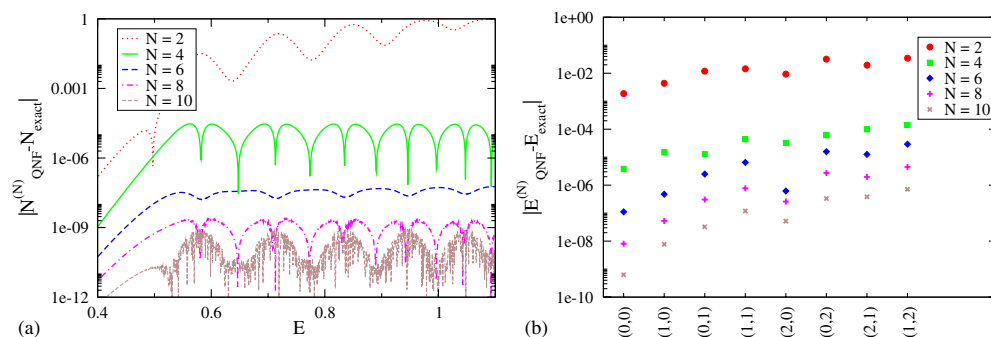 1
0.001
1e-06
1e-09
1e-12
|N^(N)_QNF-N_exact|
N = 2
N = 4
N = 6
N = 8
N = 10
0.4
0.6
0.8
1
E
(a)
1e+00
1e-02
1e-04
1e-06
1e-08
1e-10
|E^(N)_QNF-E_exact|
N = 2
N = 4
N = 6
N = 8
N = 10
(0,0)
(1,0)
(0,1)
(1,1)
(2,0)
(0,2)
(2,1)
(1,2)
(b)